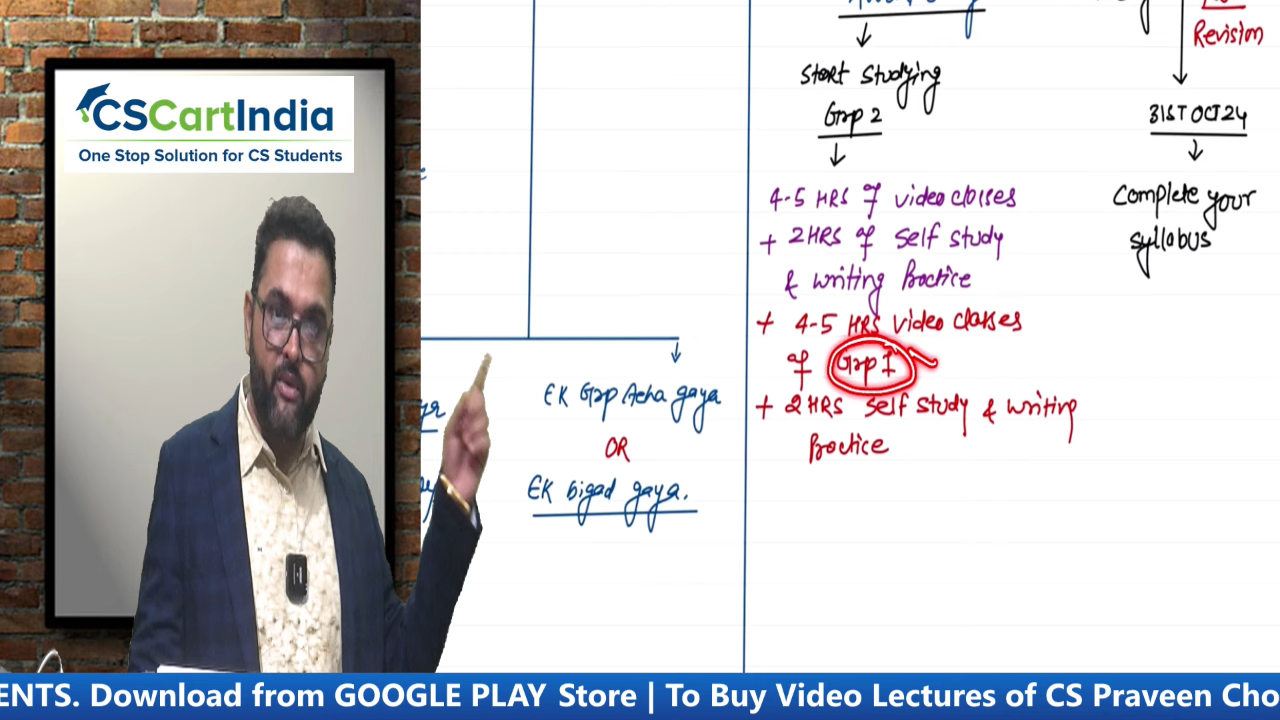 CSCartIndia
One Stop Solution for CS Students
EK Grp Acha gaya
OR
EK bigad gaya.
Start studying
Grp 2
4-5 HRS of video classes
+ 2HRS of self study
& writing Practice
+ 4-5 HRS video classes
of Grp I
+ 2HRS self study & writing
Practice
Revision
31ST OCT 24
Complete your
syllabus
ENTS. Download from GOOGLE PLAY Store | To Buy Video Lectures of CS Praveen Cho